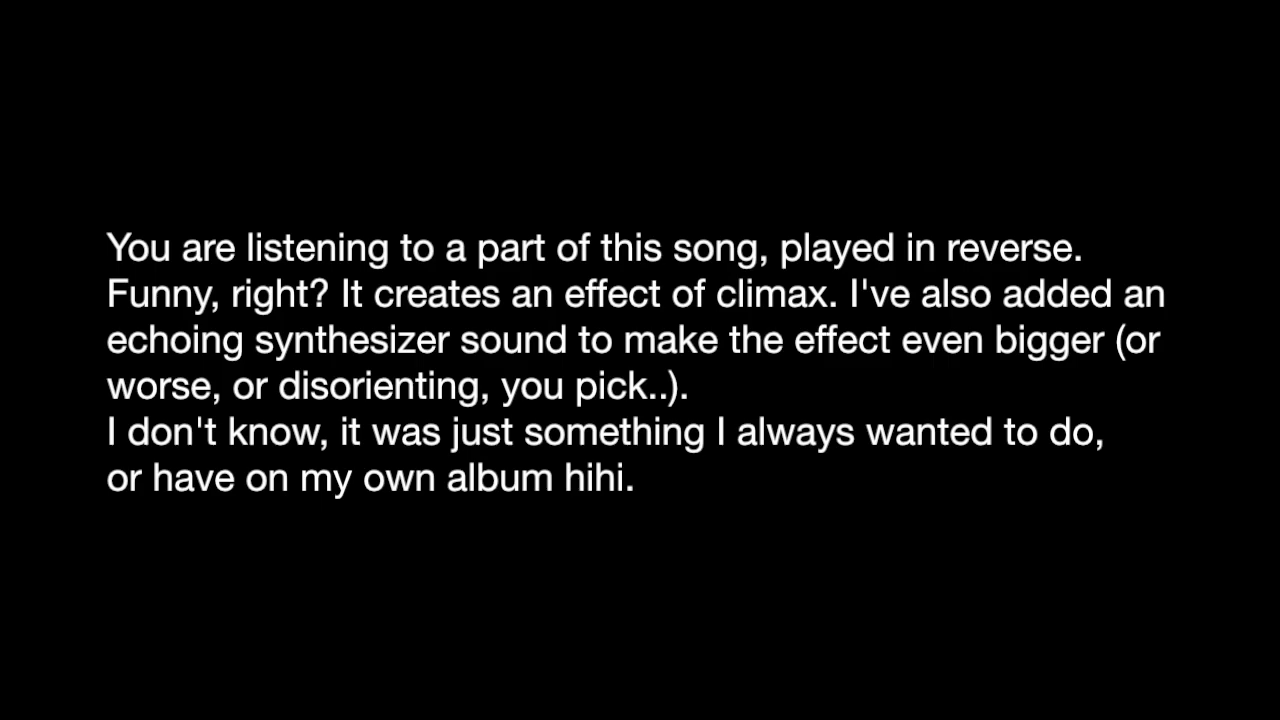 You are listening to a part of this song, played in reverse.
Funny, right? It creates an effect of climax. I've also added an
echoing synthesizer sound to make the effect even bigger (or
worse, or disorienting, you pick..).
I don't know, it was just something I always wanted to do,
or have on my own album hihi.